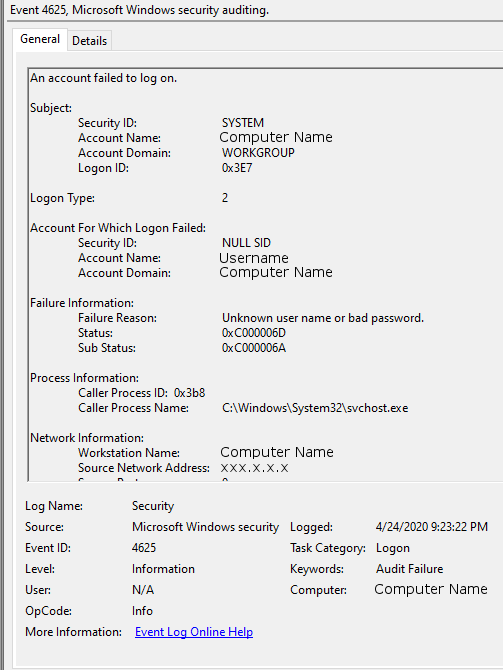 Event 4625, Microsoft Windows security auditing.
General Details
An account failed to log on.
Subject:
Security ID: SYSTEM
Account Name: Computer Name
Account Domain: WORKGROUP
Logon ID: 0x3E7
Logon Type: 2
Account For Which Logon Failed:
Security ID: NULL SID
Account Name: Username
Account Domain: Computer Name
Failure Information:
Failure Reason: Unknown user name or bad password.
Status: 0xC000006D
Sub Status: 0xC000006A
Process Information:
Caller Process ID: 0x3b8
Caller Process Name: C:\Windows\System32\svchost.exe
Network Information:
Workstation Name: Computer Name
Source Network Address: XXX.X.X.X
Log Name: Security
Source: Microsoft Windows security Logged: 4/24/2020 9:23:22 PM
Event ID: 4625 Task Category: Logon
Level: Information Keywords: Audit Failure
User: N/A Computer: Computer Name
OpCode: Info
More Information: Event Log Online Help